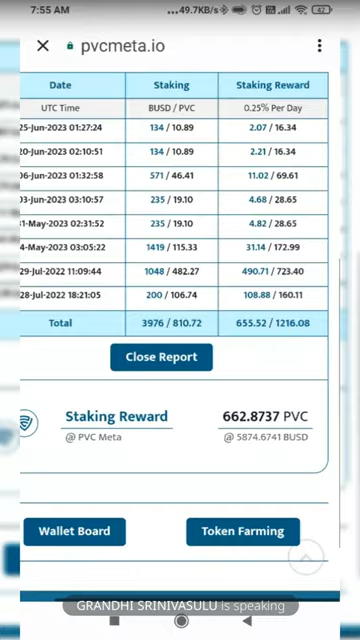 7:55 AM ...49.7KB/s 42
pvcmeta.io
Date Staking Staking Reward
UTC Time BUSD / PVC 0.25% Per Day
25-Jun-2023 01:27:24 134 / 10.89 2.07 / 16.34
20-Jun-2023 02:10:51 134 / 10.89 2.21 / 16.34
06-Jun-2023 01:32:58 571 / 46.41 11.02 / 69.61
03-Jun-2023 03:10:57 235 / 19.10 4.68 / 28.65
31-May-2023 02:31:52 235 / 19.10 4.82 / 28.65
4-May-2023 03:05:22 1419 / 115.33 31.14 / 172.99
29-Jul-2022 11:09:44 1048 / 482.27 490.71 / 723.40
28-Jul-2022 18:21:05 200 / 106.74 108.88 / 160.11
Total 3976 / 810.72 655.52 / 1216.08
Close Report
Staking Reward 662.8737 PVC
@ PVC Meta @ 5874.6741 BUSD
Wallet Board Token Farming
GRANDHI SRINIVASULU is speaking